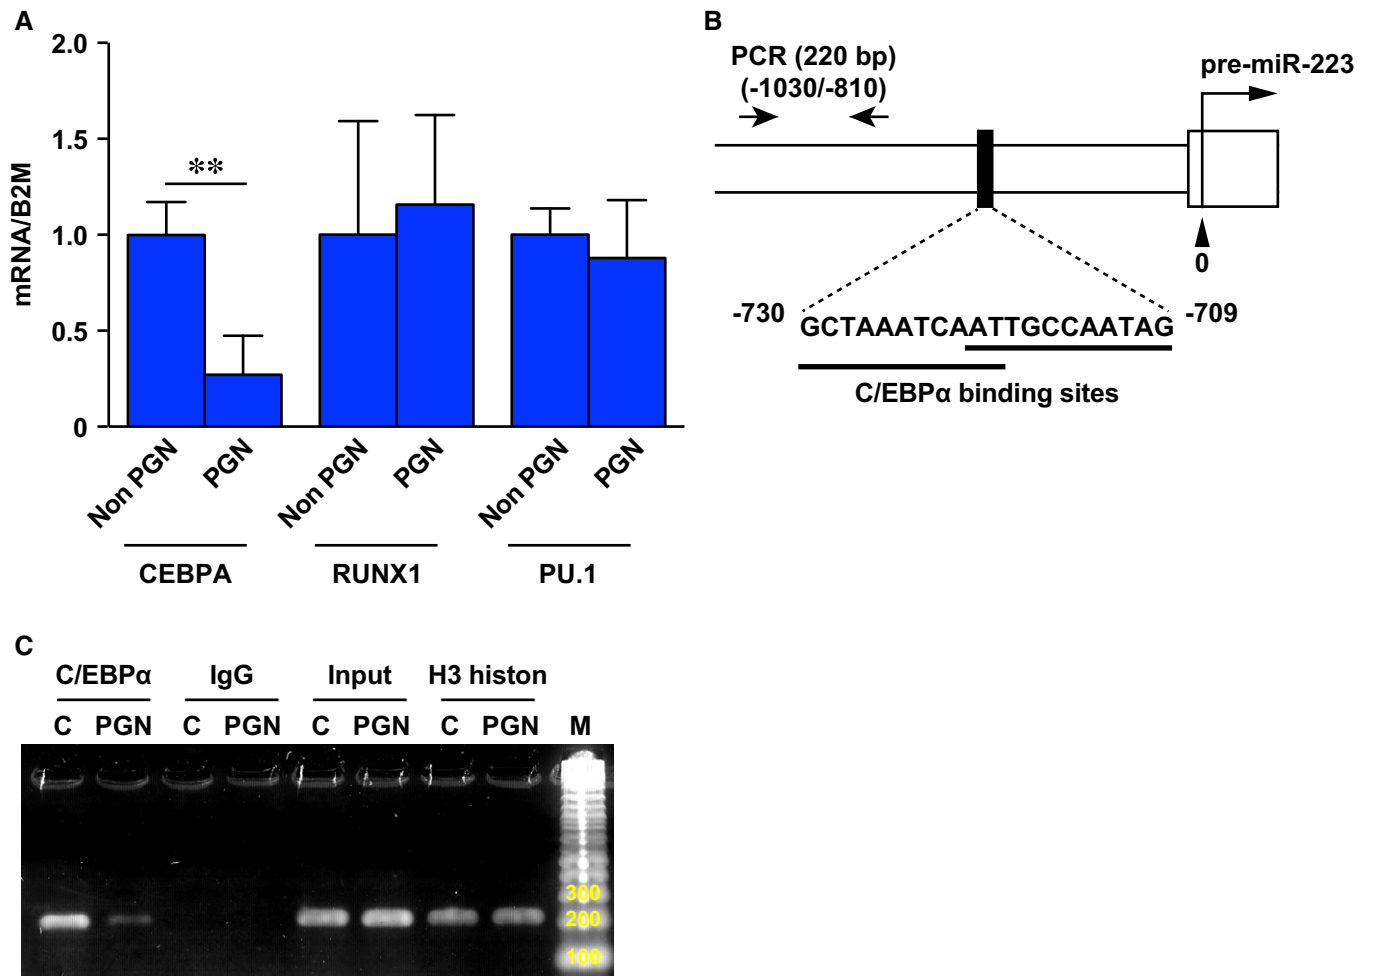 A
2.0
1.5
1.0
0.5
0
mRNA/B2M
**
Non PGN PGN Non PGN PGN Non PGN PGN
CEBPA RUNX1 PU.1
B
PCR (220 bp)
(-1030/-810)
pre-miR-223
0
-730 GCTAAATCAATTGCCAATAG -709
C/EBPα binding sites
C
C/EBPα IgG Input H3 histon
C PGN C PGN C PGN C PGN M
300
200
100